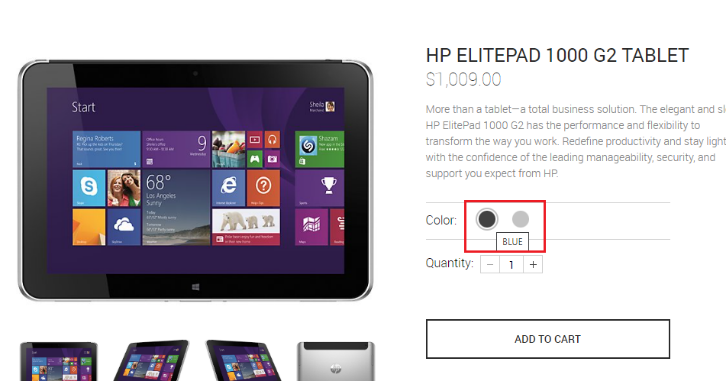 HP ELITEPAD 1000 G2 TABLET
$1,009.00
More than a tablet—a total business solution. The elegant and sl
HP ElitePad 1000 G2 has the performance and flexibility to
transform the way you work. Redefine productivity and stay light
with the confidence of the leading manageability, security, and
support you expect from HP.
Color:
BLUE
Quantity: − 1 +
ADD TO CART
Start
Sheila
Regina Roberts
9
Wednesday
Shazam
68°
Los Angeles
Sunny
Today